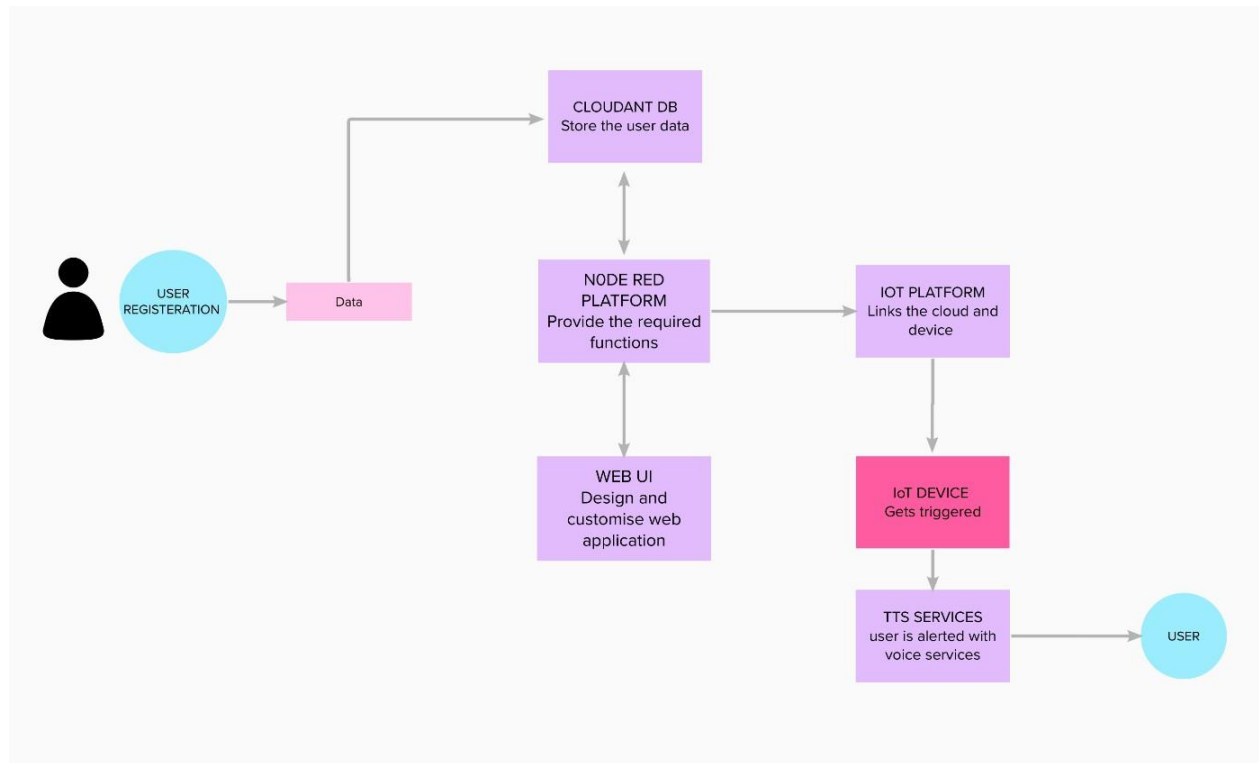 CLOUDANT DB
Store the user data
USER
REGISTERATION
Data
N0DE RED
PLATFORM
Provide the required
functions
IOT PLATFORM
Links the cloud and
device
WEB UI
Design and
customise web
application
IoT DEVICE
Gets triggered
TTS SERVICES
user is alerted with
voice services
USER